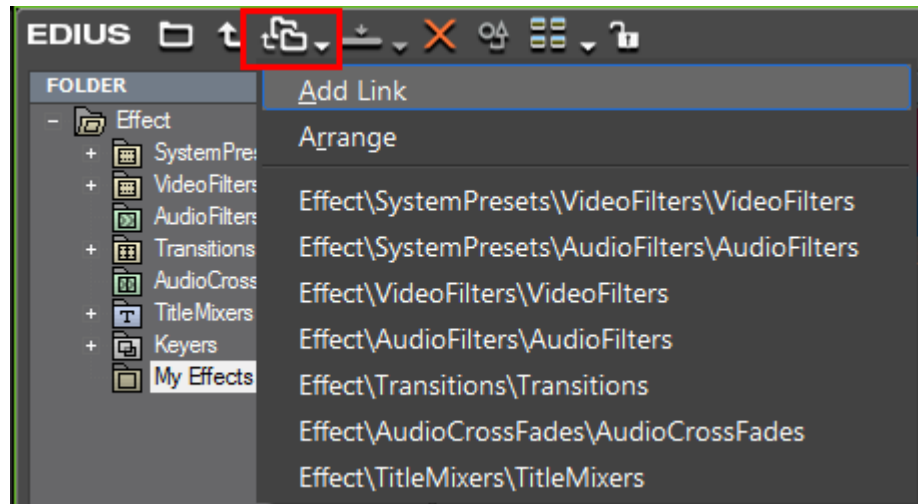 EDIUS
FOLDER
Effect
SystemPre
VideoFilters
AudioFilters
Transitions
AudioCross
TitleMixers
Keyers
My Effects
Add Link
Arrange
Effect\SystemPresets\VideoFilters\VideoFilters
Effect\SystemPresets\AudioFilters\AudioFilters
Effect\VideoFilters\VideoFilters
Effect\AudioFilters\AudioFilters
Effect\Transitions\Transitions
Effect\AudioCrossFades\AudioCrossFades
Effect\TitleMixers\TitleMixers